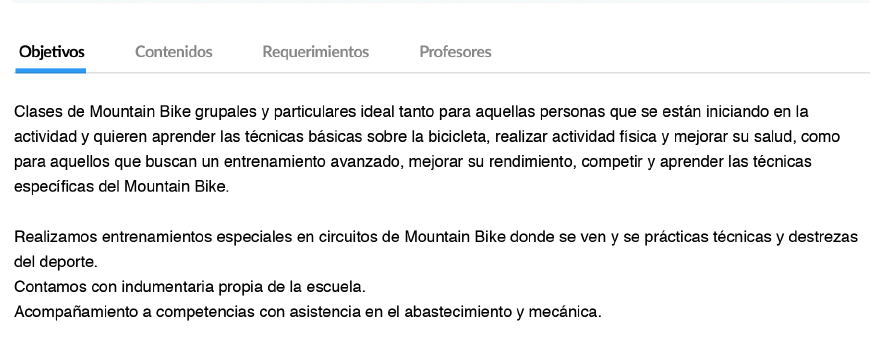 Objetivos Contenidos Requerimientos Profesores
Clases de Mountain Bike grupales y particulares ideal tanto para aquellas personas que se están iniciando en la
actividad y quieren aprender las técnicas básicas sobre la bicicleta, realizar actividad física y mejorar su salud, como
para aquellos que buscan un entrenamiento avanzado, mejorar su rendimiento, competir y aprender las técnicas
específicas del Mountain Bike.
Realizamos entrenamientos especiales en circuitos de Mountain Bike donde se ven y se prácticas técnicas y destrezas
del deporte.
Contamos con indumentaria propia de la escuela.
Acompañamiento a competencias con asistencia en el abastecimiento y mecánica.